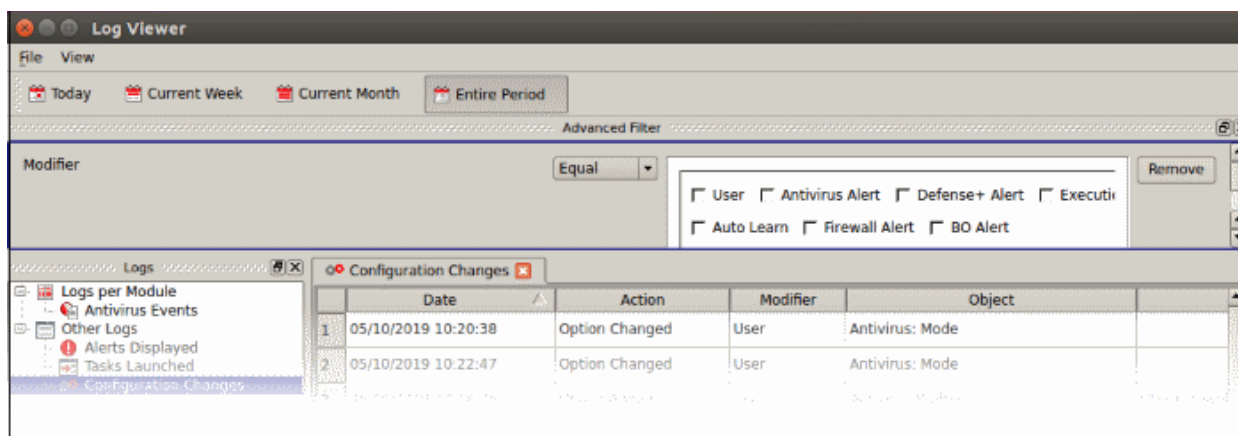 Log Viewer
File View
Today Current Week Current Month Entire Period
Advanced Filter
Modifier Equal Remove
User Antivirus Alert Defense+ Alert
Auto Learn Firewall Alert BO Alert
Logs
Logs per Module
Antivirus Events
Other Logs
Alerts Displayed
Tasks Launched
Configuration Changes
Configuration Changes
Date Action Modifier Object
1 05/10/2019 10:20:38 Option Changed User Antivirus: Mode
2 05/10/2019 10:22:47 Option Changed User Antivirus: Mode